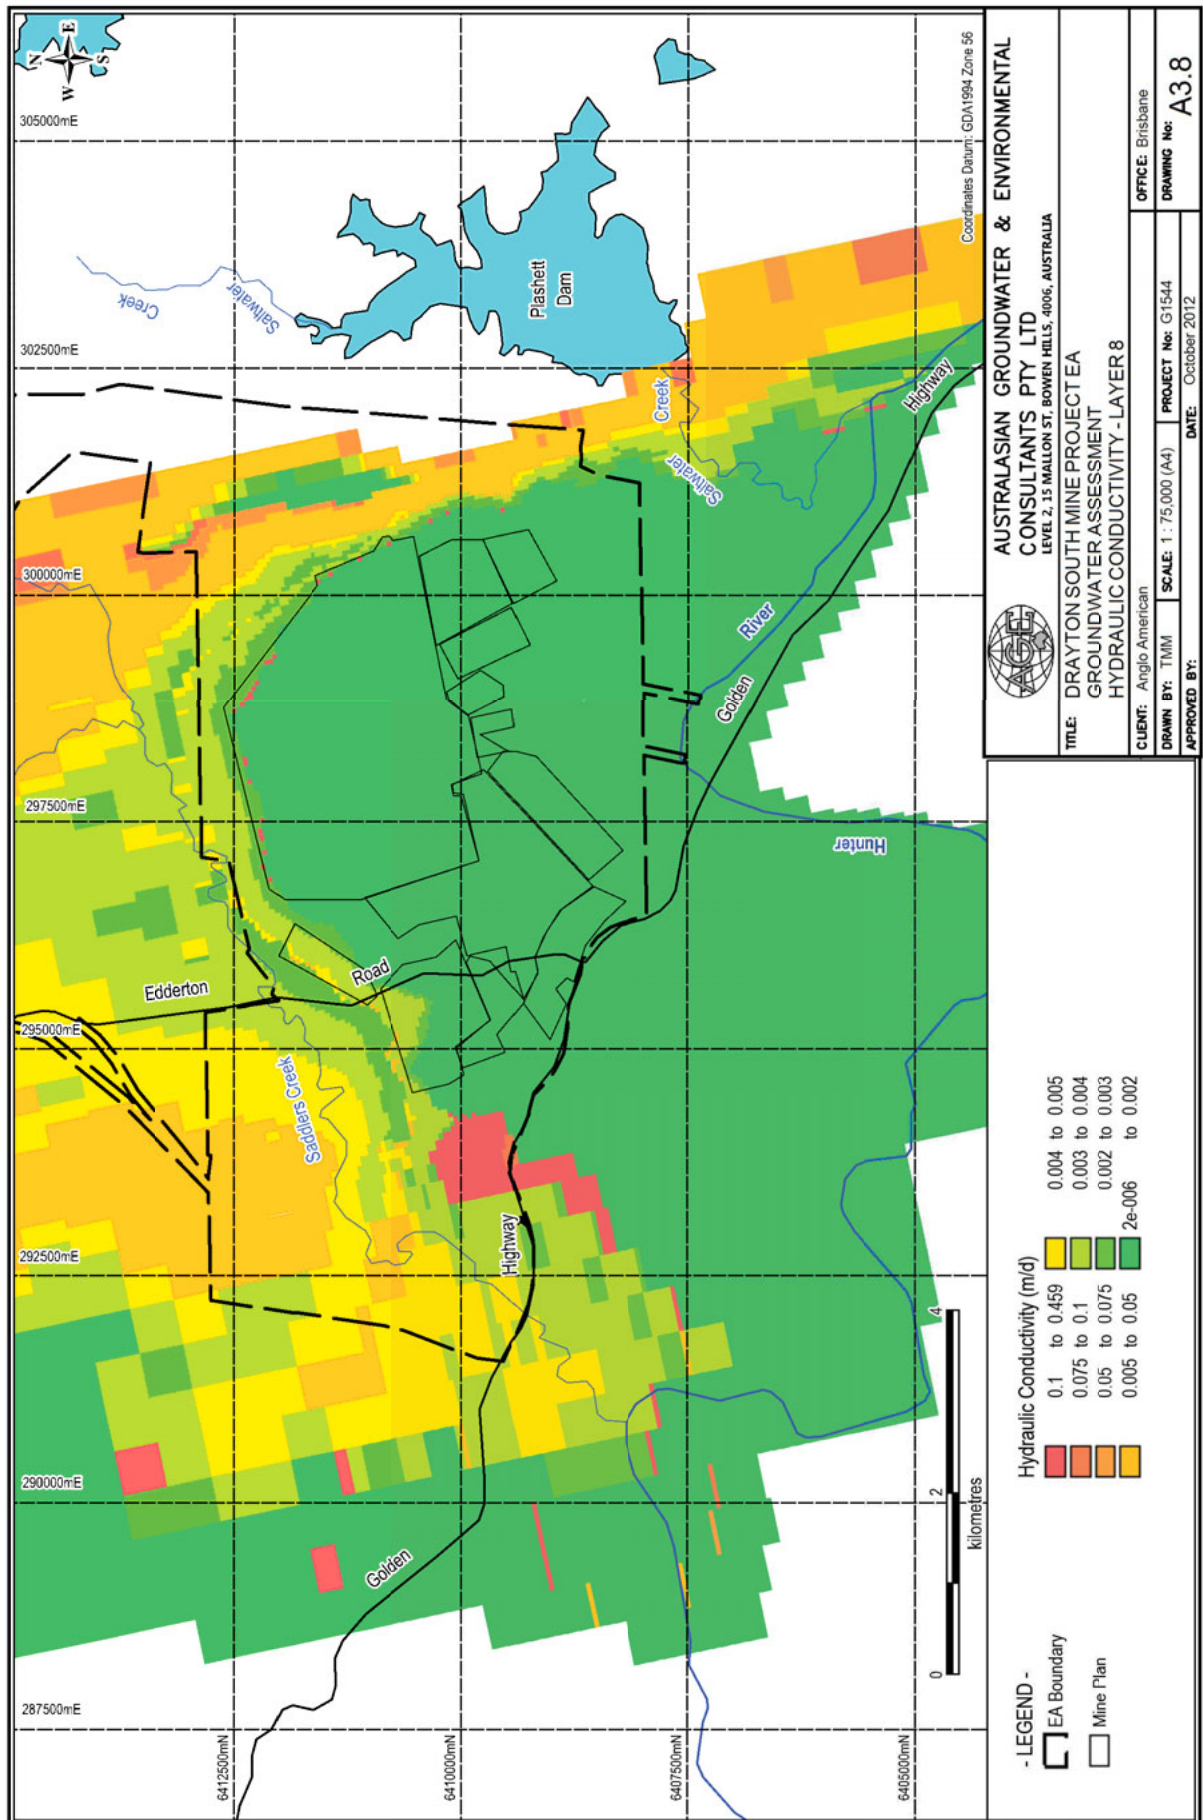 N
E
S
W
287500mE
290000mE
292500mE
295000mE
297500mE
300000mE
302500mE
305000mE
6412500mN
6410000mN
6407500mN
6405000mN
Edderton
Road
Saddlers Creek
Saltwater
Creek
Plashett
Dam
Creek
Saltwater
Golden
Highway
Golden
Highway
River
Hunter
0 2 4
kilometres
Coordinates Datum: GDA1994 Zone 56
- LEGEND -
EA Boundary
Mine Plan
Hydraulic Conductivity (m/d)
0.1 to 0.459
0.075 to 0.1
0.05 to 0.075
0.005 to 0.05
0.004 to 0.005
0.003 to 0.004
0.002 to 0.003
2e-006 to 0.002
AGE
AUSTRALASIAN GROUNDWATER & ENVIRONMENTAL
CONSULTANTS PTY LTD
LEVEL 2, 15 MALLON ST, BOWEN HILLS, 4006, AUSTRALIA
TITLE: DRAYTON SOUTH MINE PROJECT EA
GROUNDWATER ASSESSMENT
HYDRAULIC CONDUCTIVITY - LAYER 8
CLIENT: Anglo American
OFFICE: Brisbane
DRAWN BY: TMM
SCALE: 1 : 75,000 (A4)
PROJECT No: G1544
DRAWING No:
A3.8
APPROVED BY:
DATE: October 2012